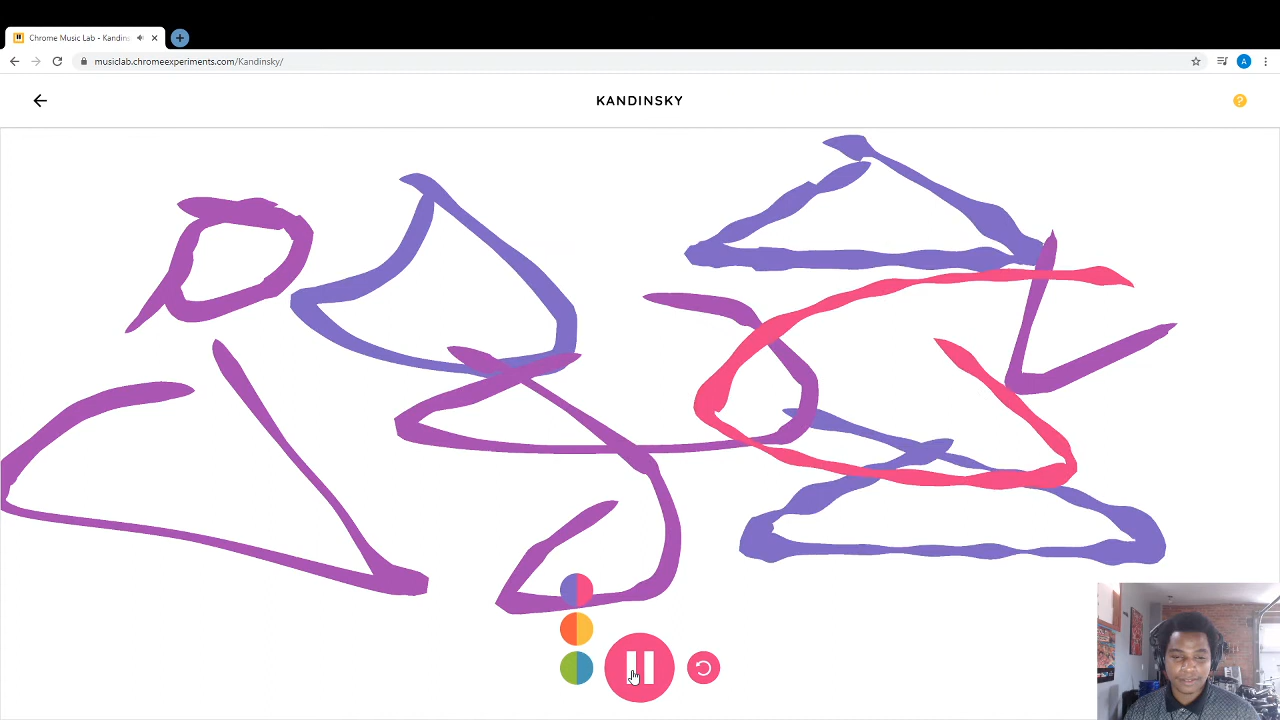 Chrome Music Lab - Kandins
musiclab.chromeexperiments.com/Kandinsky/
A
KANDINSKY
?